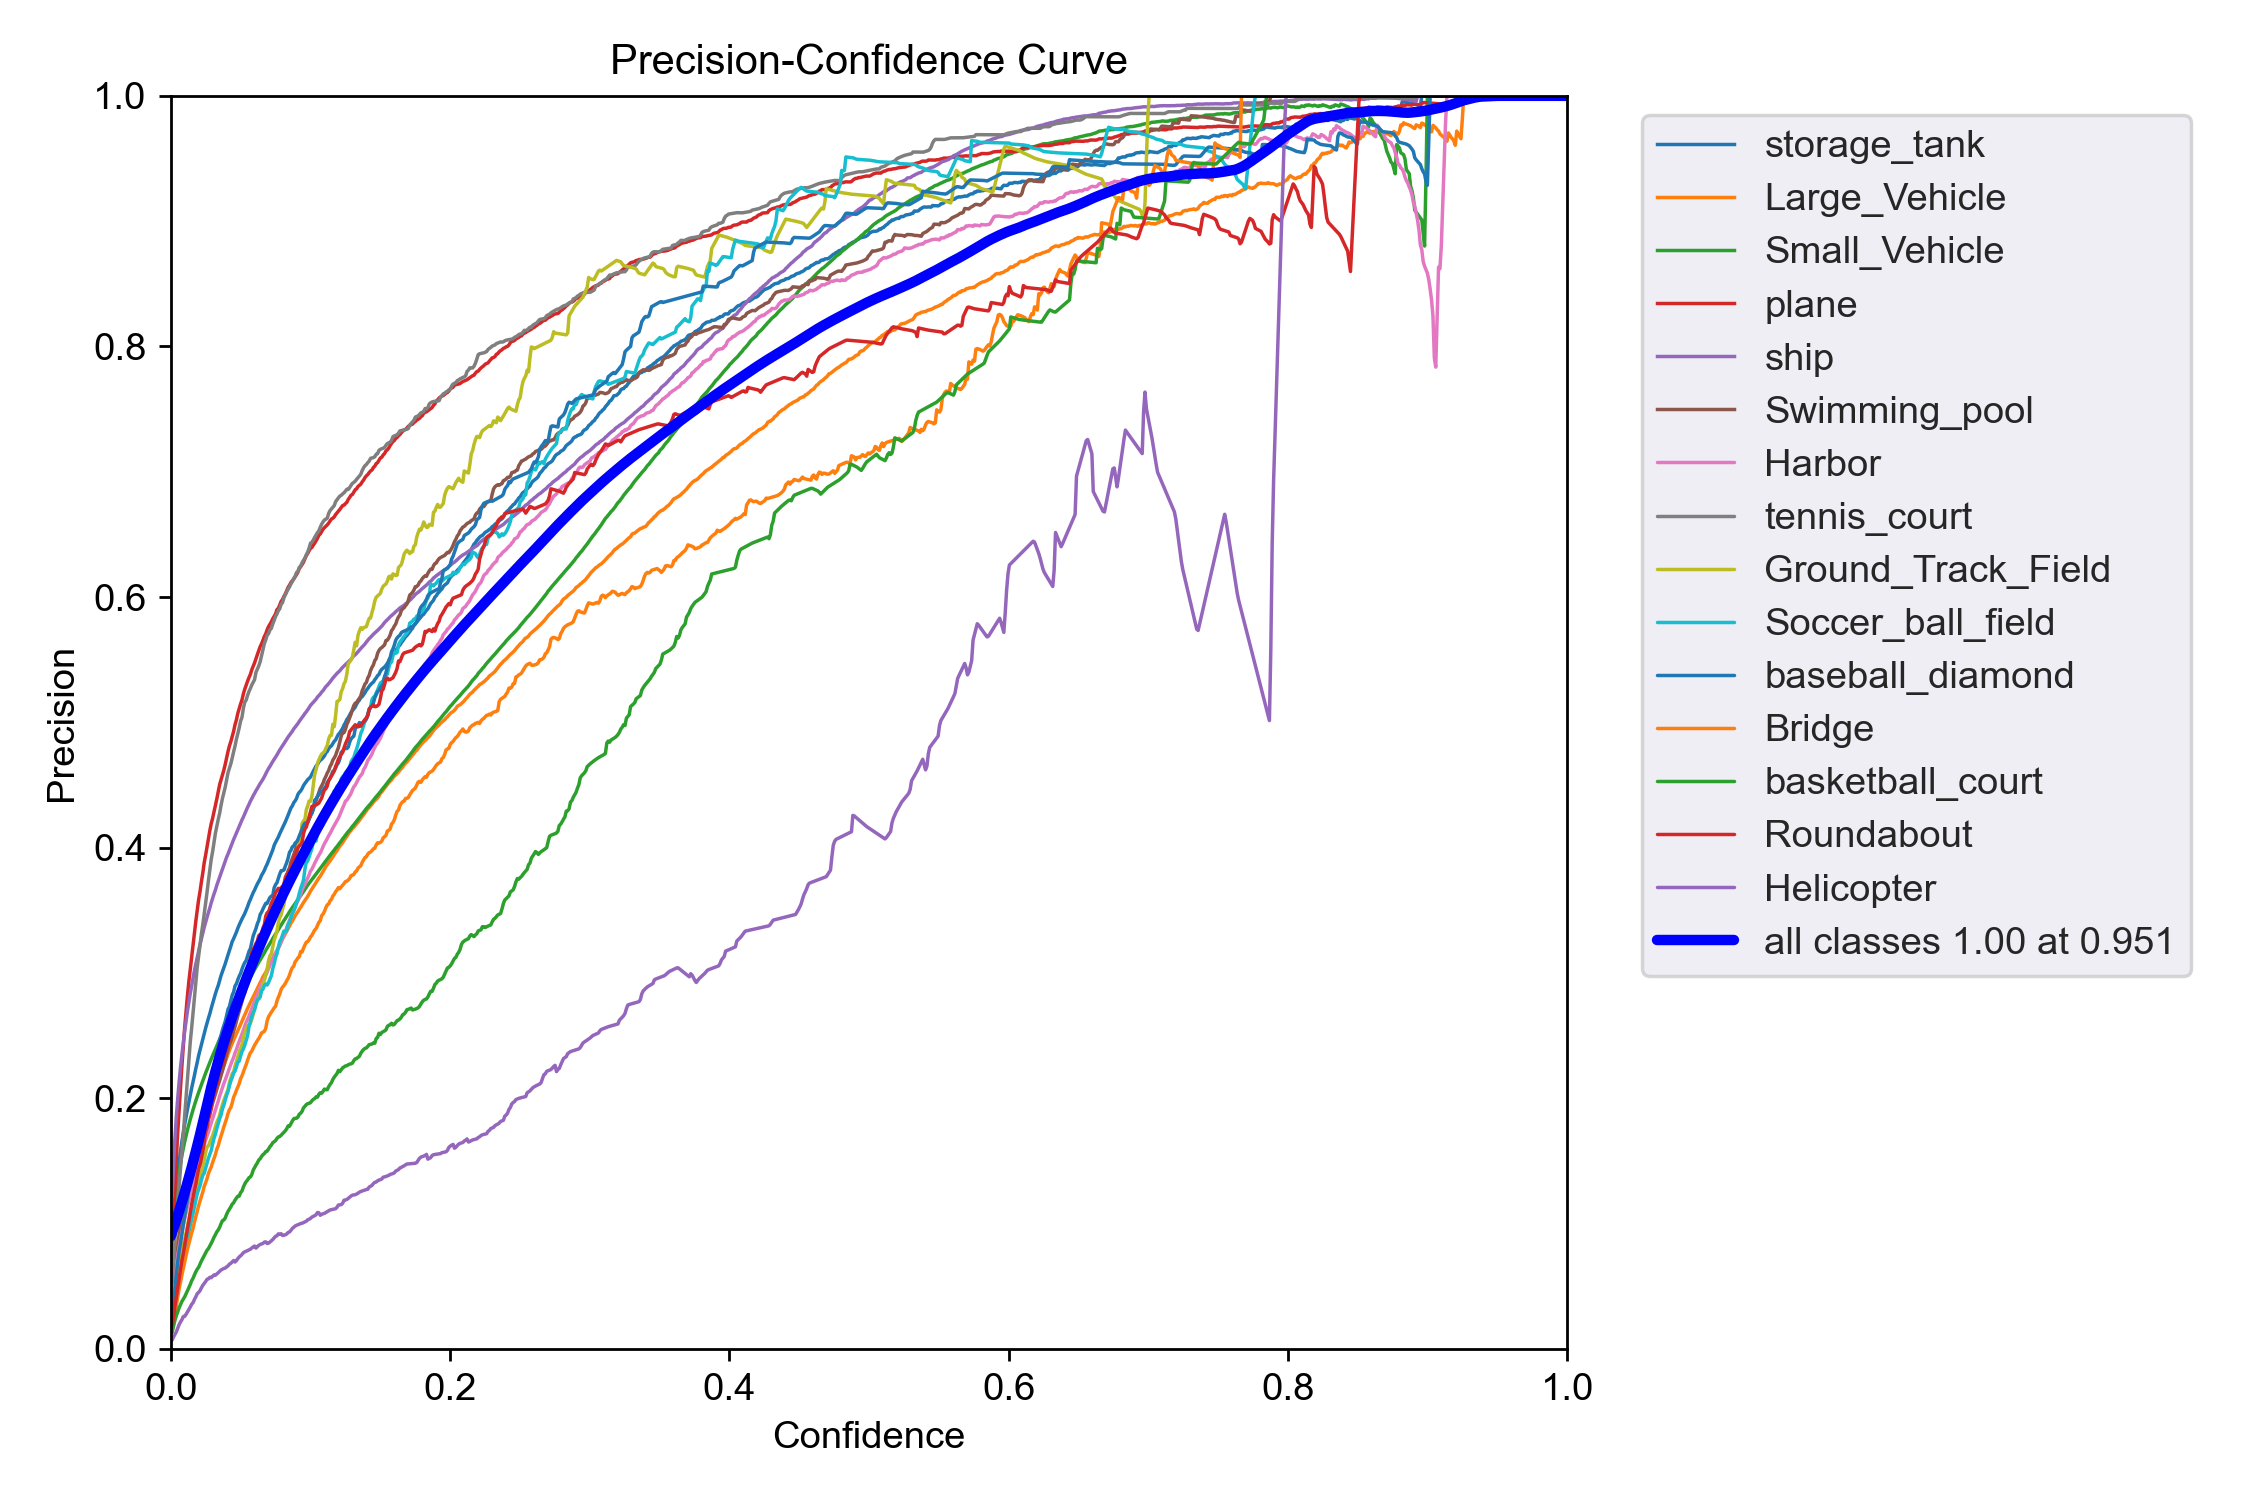 Precision-Confidence Curve
1.0
0.8
0.6
0.4
0.2
0.0
Precision
0.0 0.2 0.4 0.6 0.8 1.0
Confidence
storage_tank
Large_Vehicle
Small_Vehicle
plane
ship
Swimming_pool
Harbor
tennis_court
Ground_Track_Field
Soccer_ball_field
baseball_diamond
Bridge
basketball_court
Roundabout
Helicopter
all classes 1.00 at 0.951